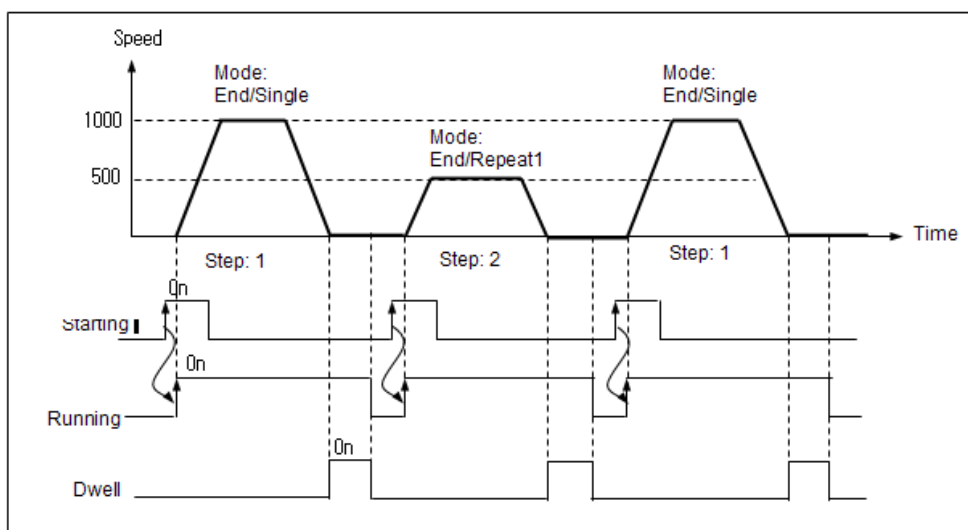 Speed
Mode:
End/Single
Mode:
End/Single
1000
Mode:
End/Repeat1
500
Time
Step: 1
Step: 2
Step: 1
On
Starting
On
Running
On
Dwell